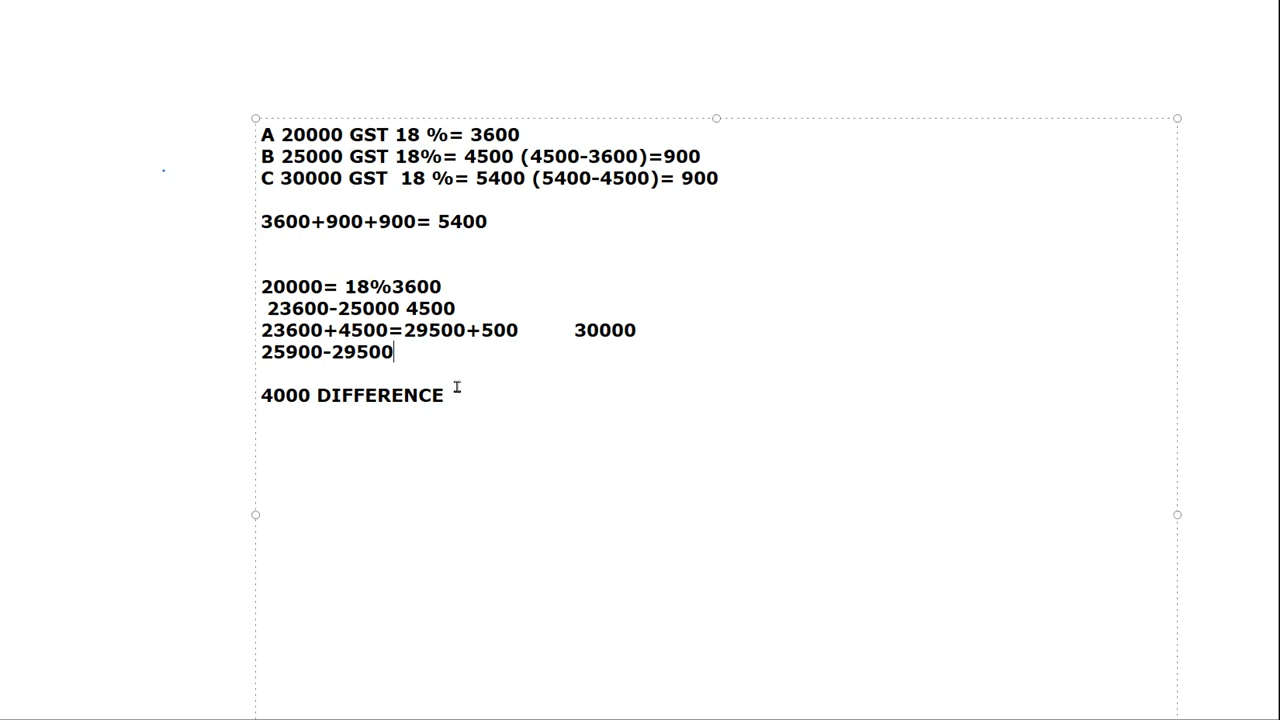 A 20000 GST 18 %= 3600
B 25000 GST 18%= 4500 (4500-3600)=900
C 30000 GST  18 %= 5400 (5400-4500)= 900
3600+900+900= 5400
20000= 18%3600
23600-25000 4500
23600+4500=29500+500 30000
25900-29500
4000 DIFFERENCE